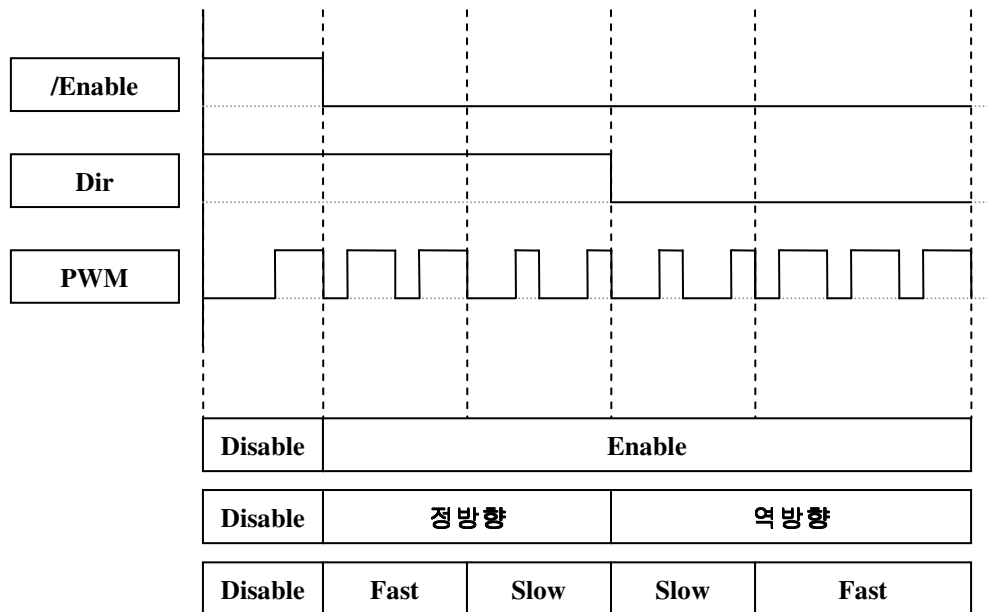 /Enable
Dir
PWM
Disable Enable
Disable 정방향 역방향
Disable Fast Slow Slow Fast